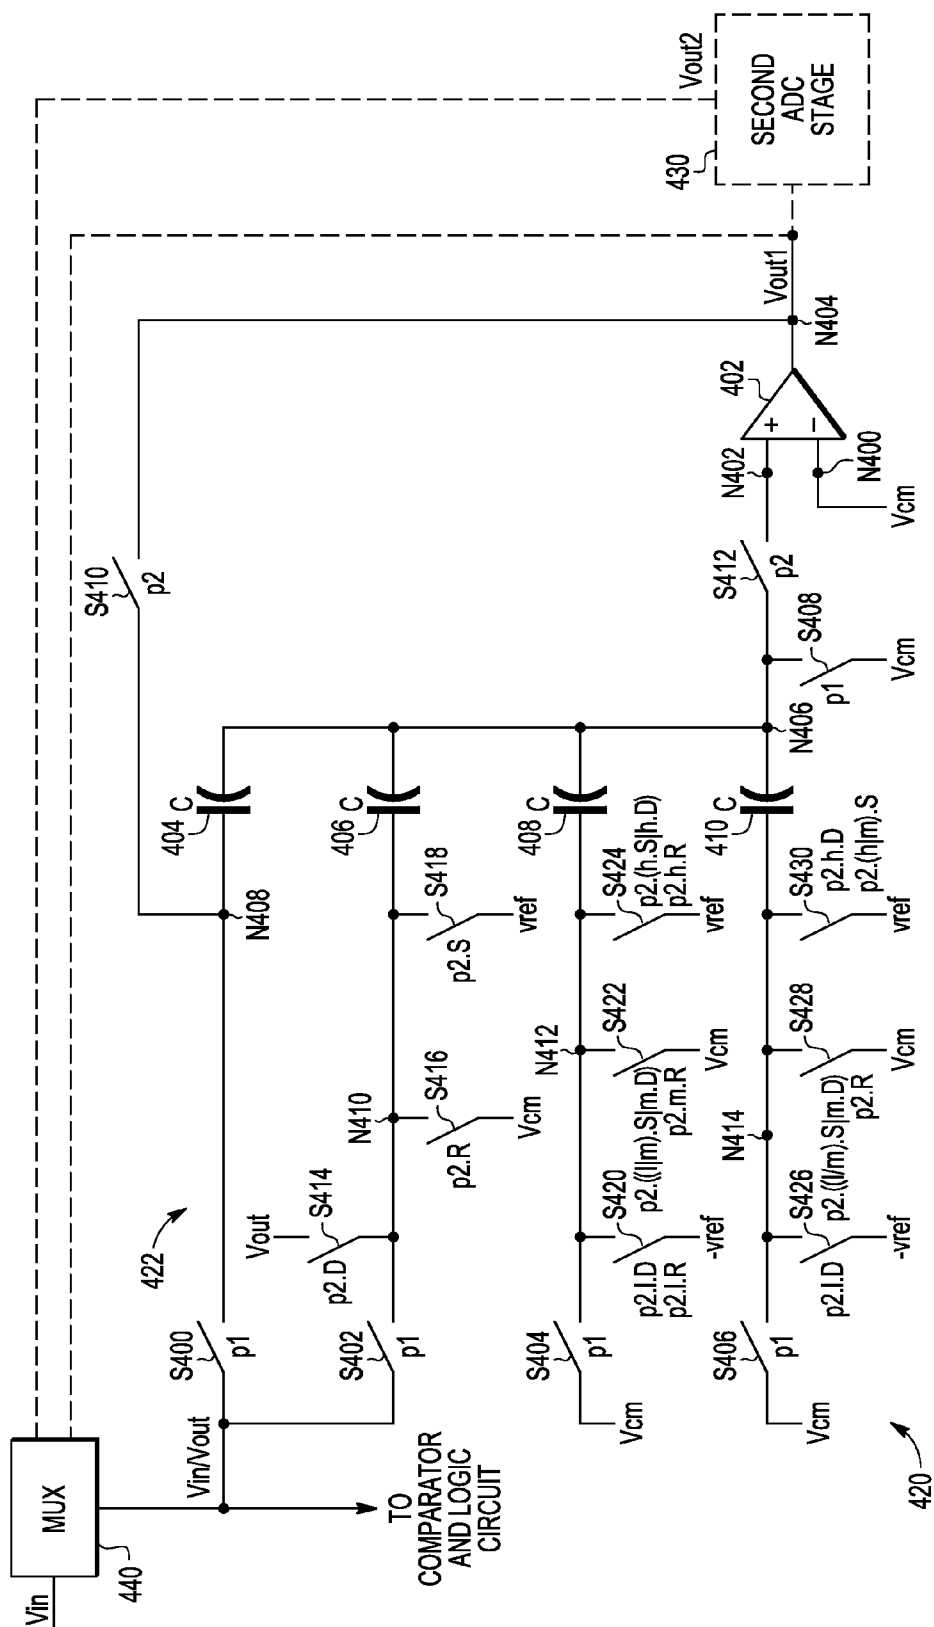 Vin
MUX
440
TO
COMPARATOR
AND LOGIC
CIRCUIT
Vin/Vout
422
420
S400
p1
S402
p1
S404
p1
Vcm
S406
p1
Vcm
Vout
S414
p2.D
S416
p2.R
Vcm
N410
S418
p2.S
vref
S420
p2.l.D
p2.l.R
-vref
S422
p2.((l|m).S|m.D)
p2.m.R
Vcm
N412
S424
p2.(h.S|h.D)
p2.h.R
vref
S426
p2.l.D
-vref
N414
S428
p2.((l/m).S|m.D)
p2.R
Vcm
S430
p2.h.D
p2.(h|m).S
vref
N408
404
C
406
C
408
C
410
C
N406
S408
p1
Vcm
S410
p2
S412
p2
N402
402
+
−
N400
Vcm
N404
Vout1
430
SECOND
ADC
STAGE
Vout2